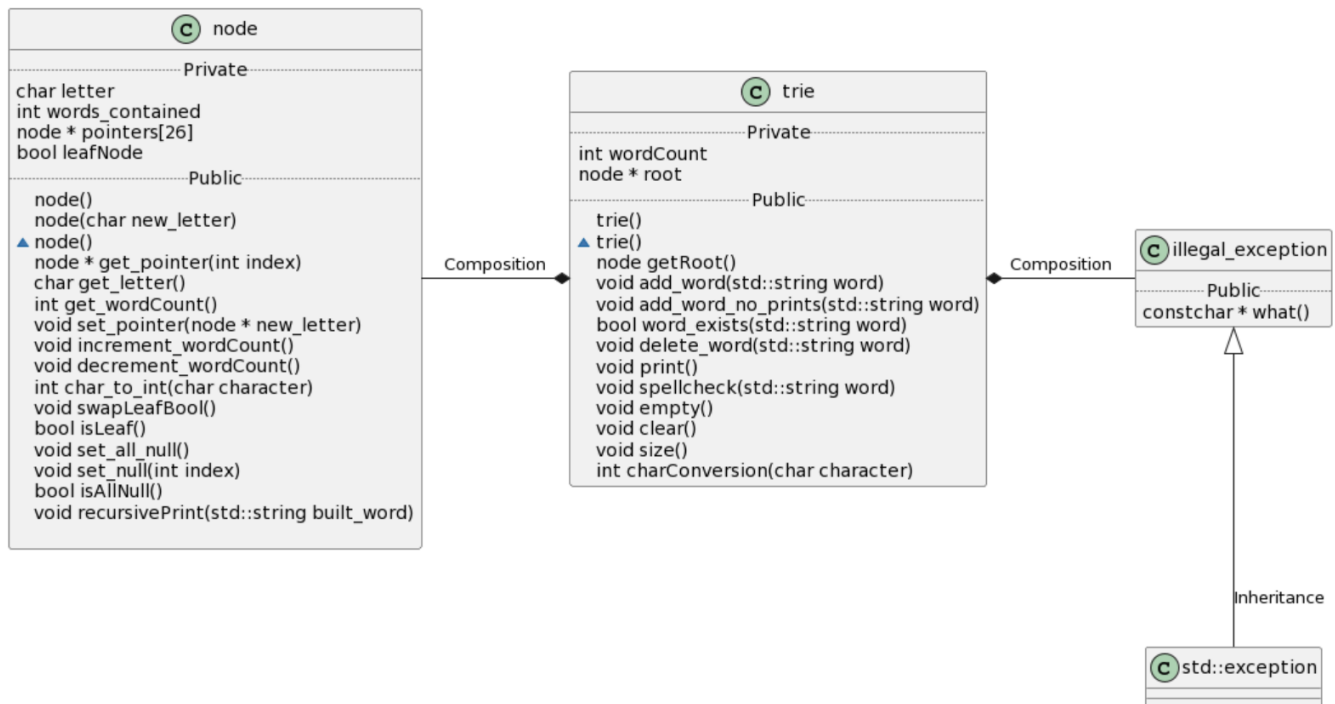 C node
Private
char letter
int words_contained
node * pointers[26]
bool leafNode
Public
node()
node(char new_letter)
node()
node * get_pointer(int index)
char get_letter()
int get_wordCount()
void set_pointer(node * new_letter)
void increment_wordCount()
void decrement_wordCount()
int char_to_int(char character)
void swapLeafBool()
bool isLeaf()
void set_all_null()
void set_null(int index)
bool isAllNull()
void recursivePrint(std::string built_word)
Composition
C trie
Private
int wordCount
node * root
Public
trie()
trie()
node getRoot()
void add_word(std::string word)
void add_word_no_prints(std::string word)
bool word_exists(std::string word)
void delete_word(std::string word)
void print()
void spellcheck(std::string word)
void empty()
void clear()
void size()
int charConversion(char character)
Composition
C illegal_exception
Public
constchar * what()
Inheritance
C std::exception